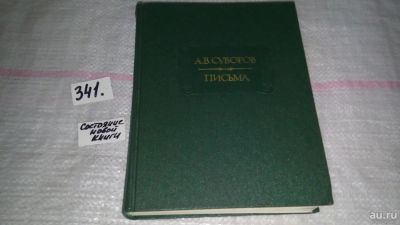 А.В.СУВОРОВ
ПИСЬМА
341.
Состояние
новой
книги
au.ru